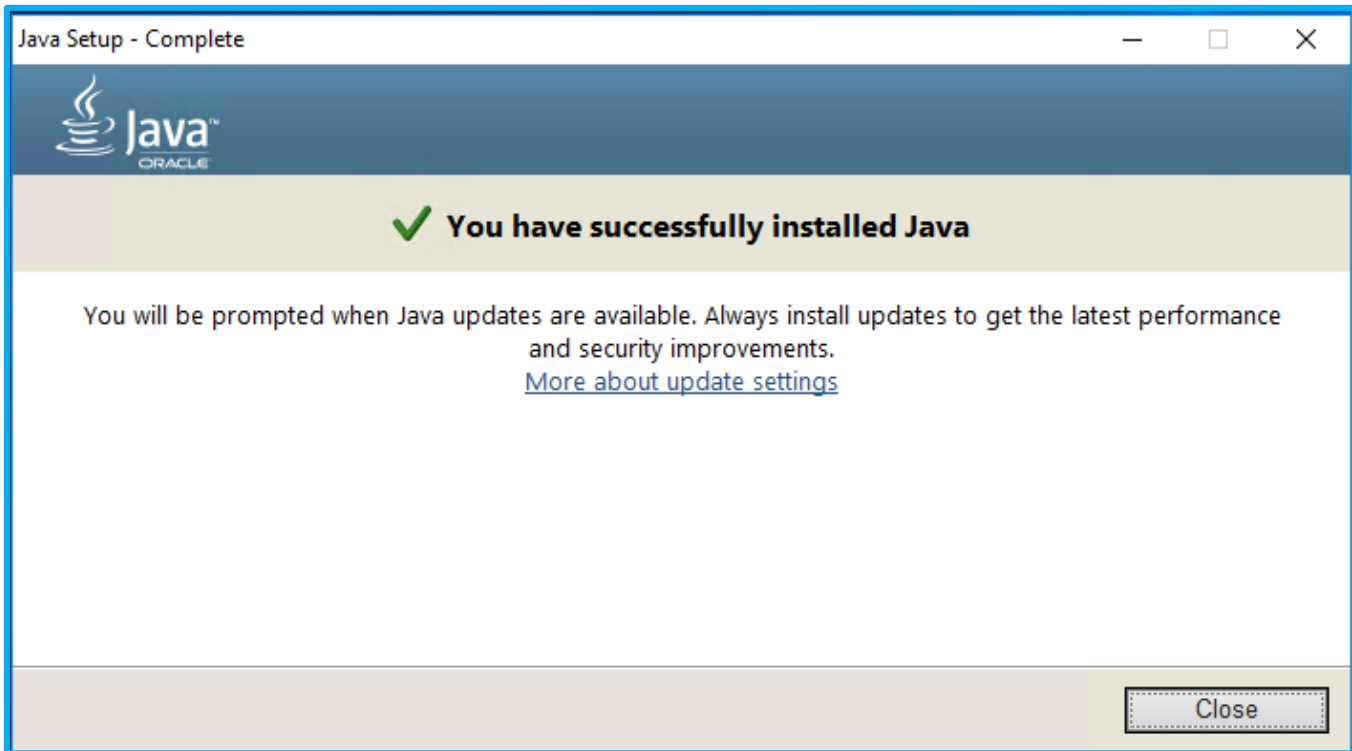 Java Setup - Complete
Java™
ORACLE
You have successfully installed Java
You will be prompted when Java updates are available. Always install updates to get the latest performance
and security improvements.
More about update settings
Close